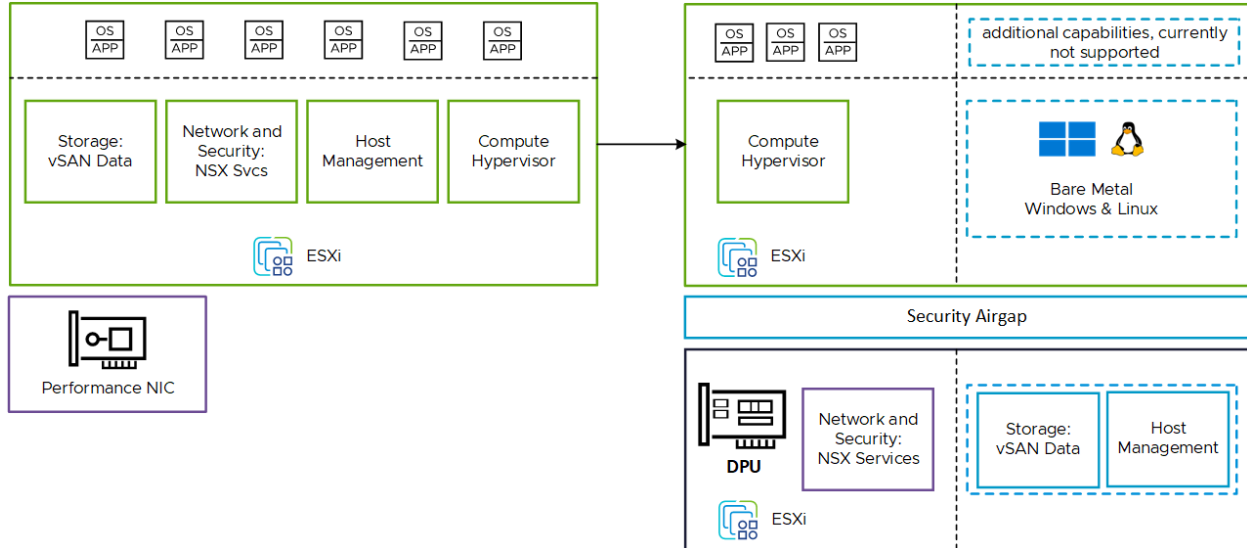 OS
APP
OS
APP
OS
APP
OS
APP
OS
APP
OS
APP
Storage:
vSAN Data
Network and
Security:
NSX Svcs
Host
Management
Compute
Hypervisor
ESXi
Performance NIC
OS
APP
OS
APP
OS
APP
additional capabilities, currently
not supported
Compute
Hypervisor
Bare Metal
Windows & Linux
ESXi
Security Airgap
DPU
Network and
Security:
NSX Services
Storage:
vSAN Data
Host
Management
ESXi